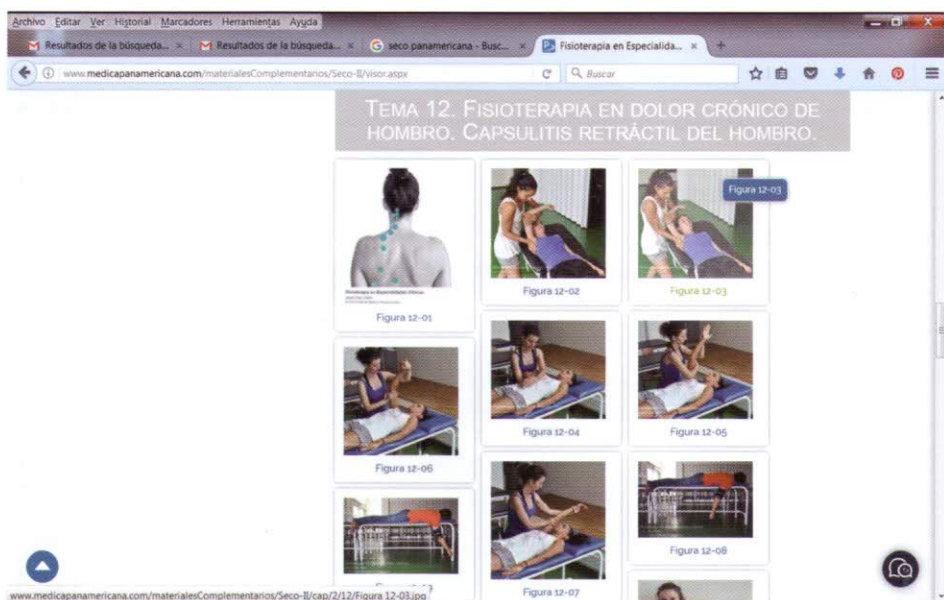 Archivo Editar Ver Historial Marcadores Herramientas Ayuda
Resultados de la búsqueda... × Resultados de la búsqueda... × seco panamericana - Busc... × Fisioterapia en Especialida... × +
www.medicapanamericana.com/materialesComplementarios/Seco-II/visor.aspx Buscar
TEMA 12. FISIOTERAPIA EN DOLOR CRÓNICO DE
HOMBRO. CAPSULITIS RETRÁCTIL DEL HOMBRO.
Figura 12-03
Fisioterapia en Especialidades Clínicas
Figura 12-01
Figura 12-02
Figura 12-03
Figura 12-06
Figura 12-04
Figura 12-05
Figura 12-07
Figura 12-08
www.medicapanamericana.com/materialesComplementarios/Seco-II/cap/2/12/Figura 12-03.jpg